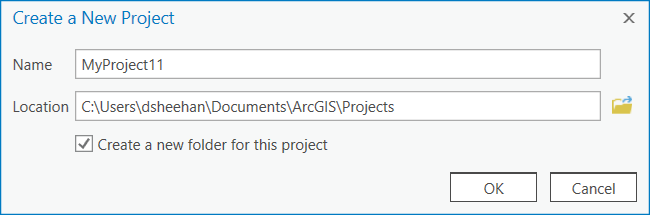 Create a New Project
Name MyProject11
Location C:\Users\dsheehan\Documents\ArcGIS\Projects
Create a new folder for this project
OK Cancel